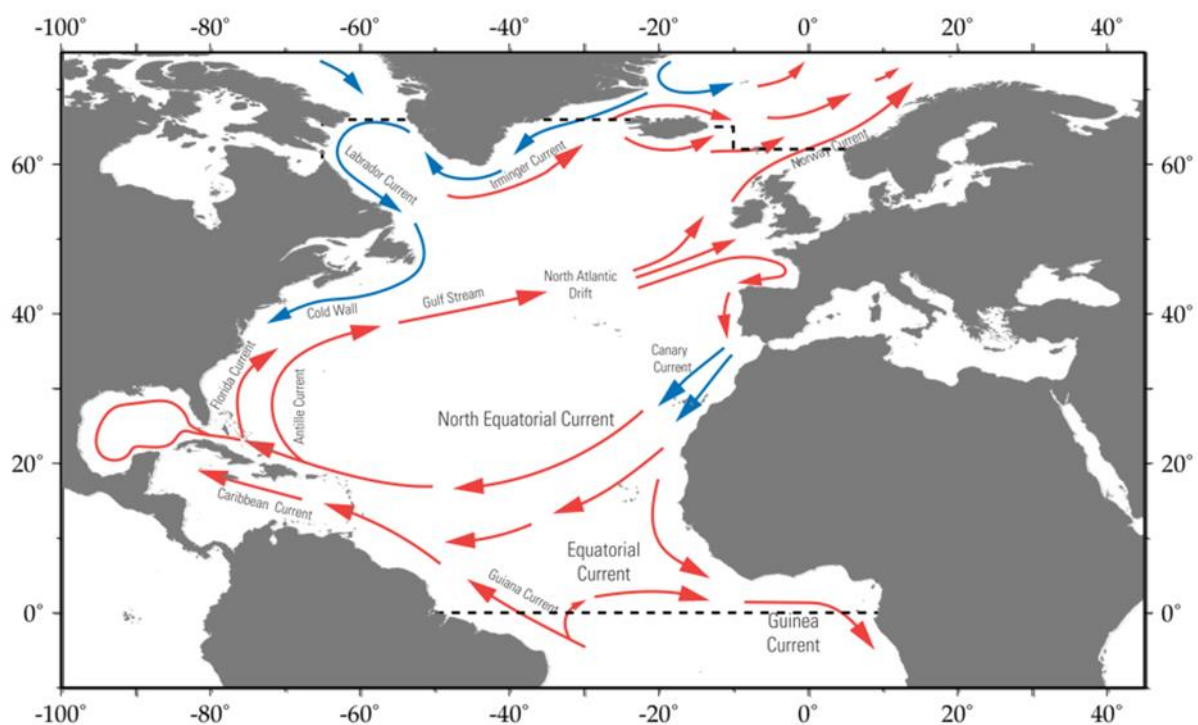 -100° -80° -60° -40° -20° 0° 20° 40°
60° 60°
40° 40°
20° 20°
0° 0°
Labrador Current
Irminger Current
Norway Current
North Atlantic
Drift
Gulf Stream
Cold Wall
Florida Current
Antille Current
Canary
Current
North Equatorial Current
Caribbean Current
Equatorial
Current
Guiana Current
Guinea
Current
-100° -80° -60° -40° -20° 0° 20° 40°